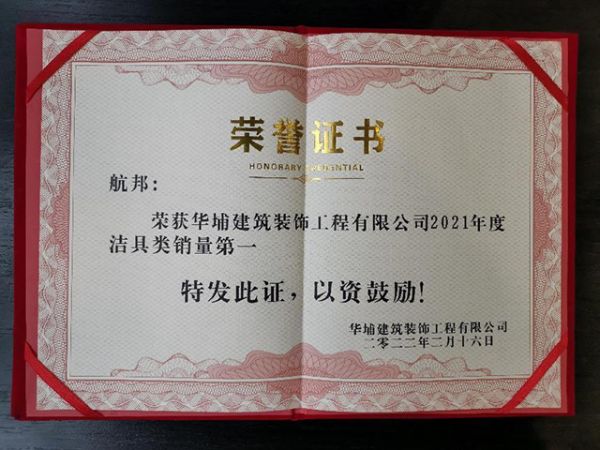 荣誉证书
HONORARY CREDENTIAL
航邦：
荣获华埔建筑装饰工程有限公司2021年度
洁具类销量第一
特发此证，以资鼓励！
华埔建筑装饰工程有限公司
二零二二年二月十六日